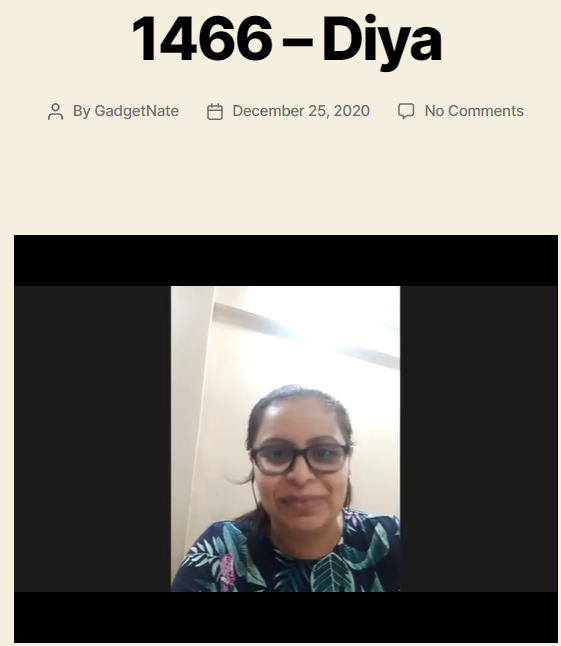 1466 – Diya
By GadgetNate December 25, 2020 No Comments